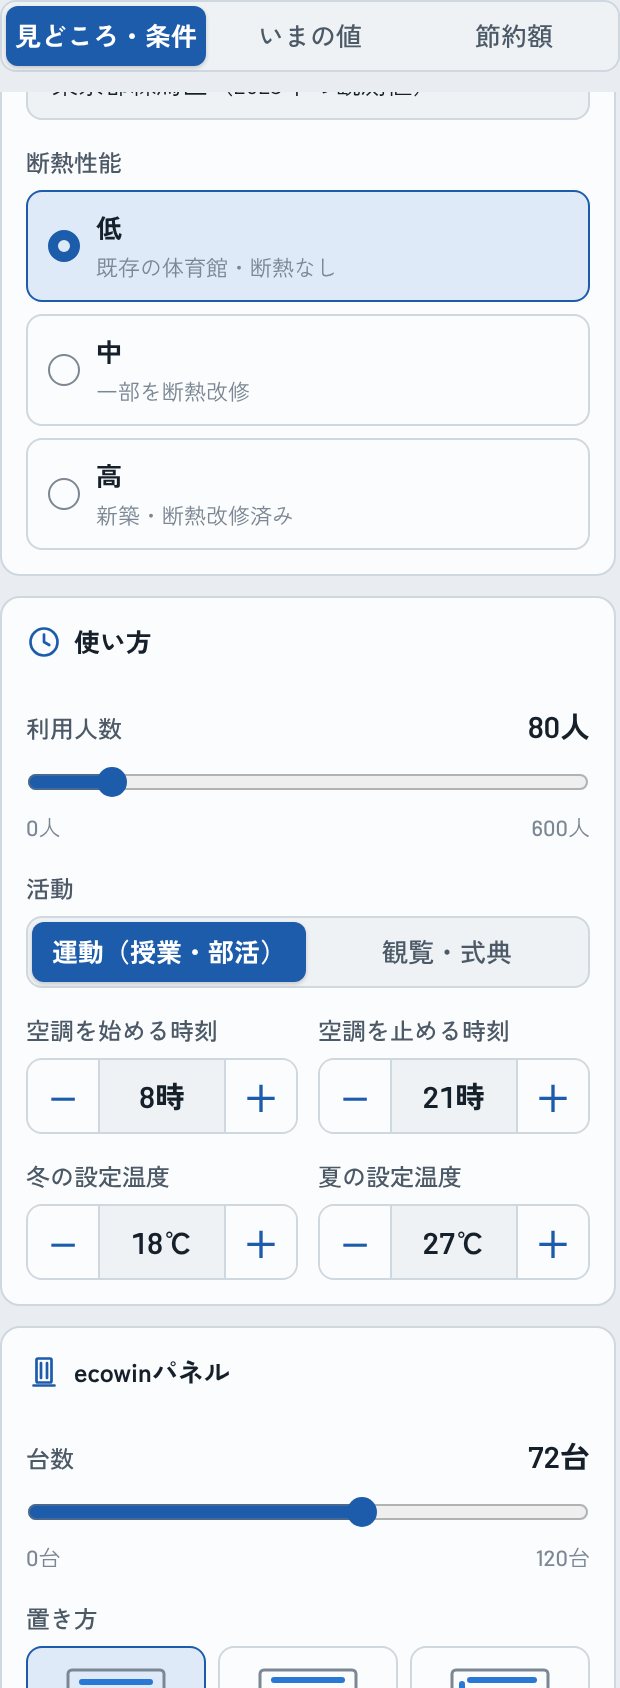 見どころ・条件
いまの値
節約額
断熱性能
低
既存の体育館・断熱なし
中
一部を断熱改修
高
新築・断熱改修済み
使い方
利用人数
80人
0人
600人
活動
運動（授業・部活）
観覧・式典
空調を始める時刻
空調を止める時刻
− 8時 +
− 21時 +
冬の設定温度
夏の設定温度
− 18℃ +
− 27℃ +
ecowinパネル
台数
72台
0台
120台
置き方